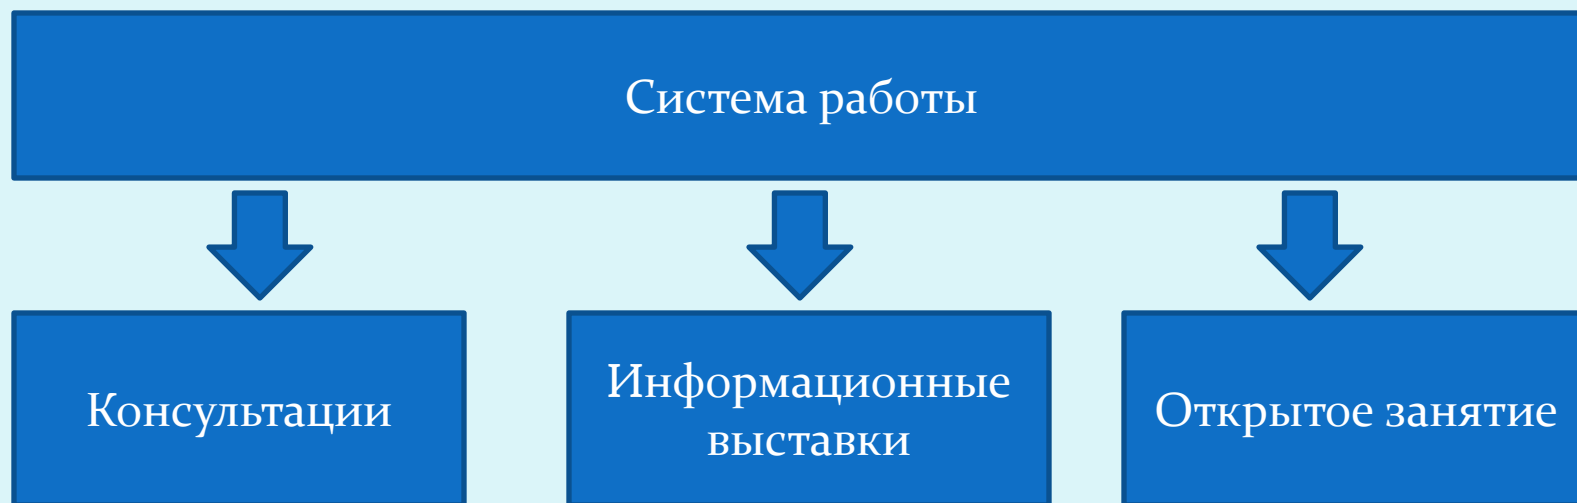 Система работы
Консультации
Информационные
выставки
Открытое занятие